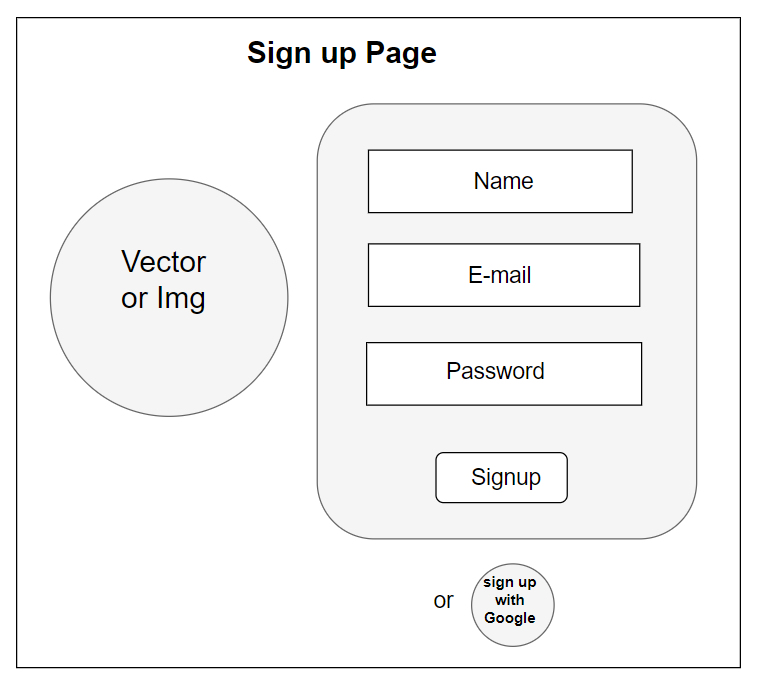 Sign up Page
Vector
or Img
Name
E-mail
Password
Signup
or
sign up
with
Google